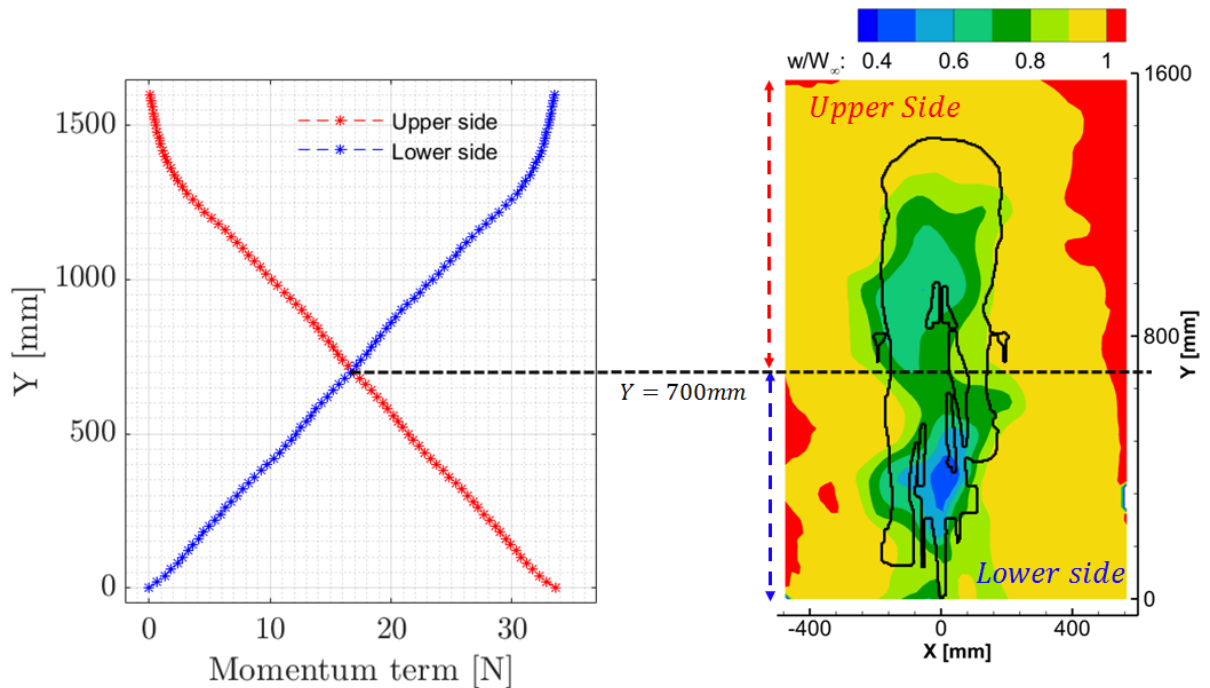 1500
1000
500
0
Y [mm]
0 10 20 30
Momentum term [N]
Upper side
Lower side
Y = 700mm
w/W∞: 0.4 0.6 0.8 1
Upper Side
Lower side
1600
800
0
Y [mm]
-400 0 400
X [mm]